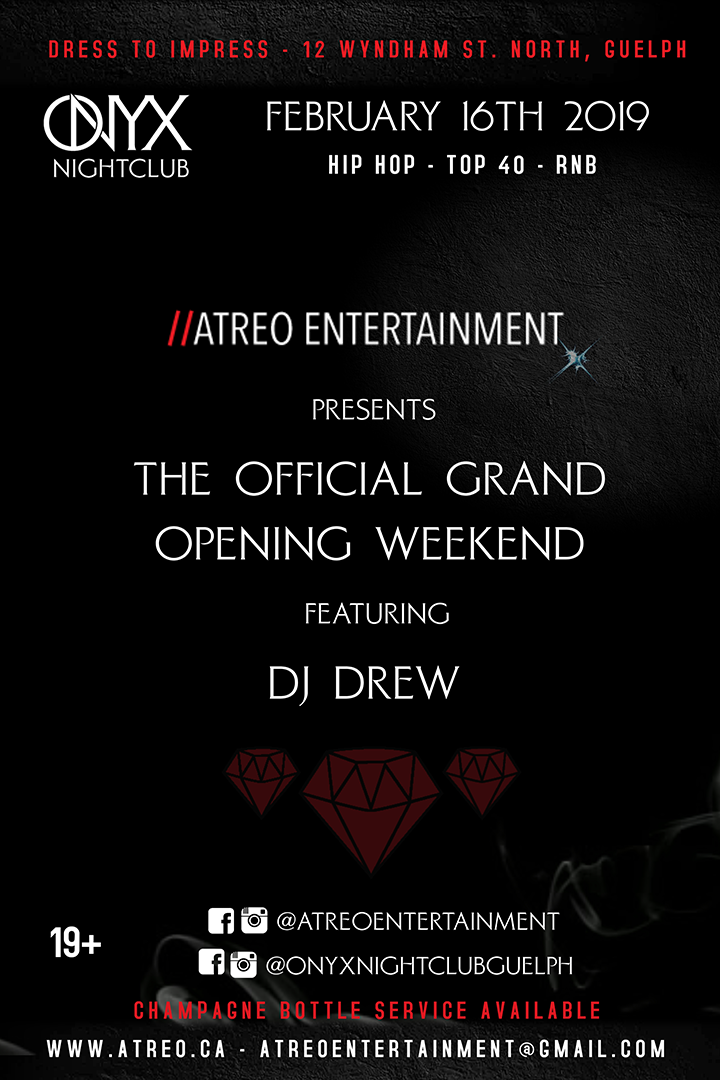 DRESS TO IMPRESS - 12 WYNDHAM ST. NORTH, GUELPH
ONYX
NIGHTCLUB
FEBRUARY 16TH 2019
HIP HOP - TOP 40 - RNB
//ATREO ENTERTAINMENT
PRESENTS
THE OFFICIAL GRAND
OPENING WEEKEND
FEATURING
DJ DREW
19+
@ATREOENTERTAINMENT
@ONYXNIGHTCLUBGUELPH
CHAMPAGNE BOTTLE SERVICE AVAILABLE
WWW.ATREO.CA - ATREOENTERTAINMENT@GMAIL.COM